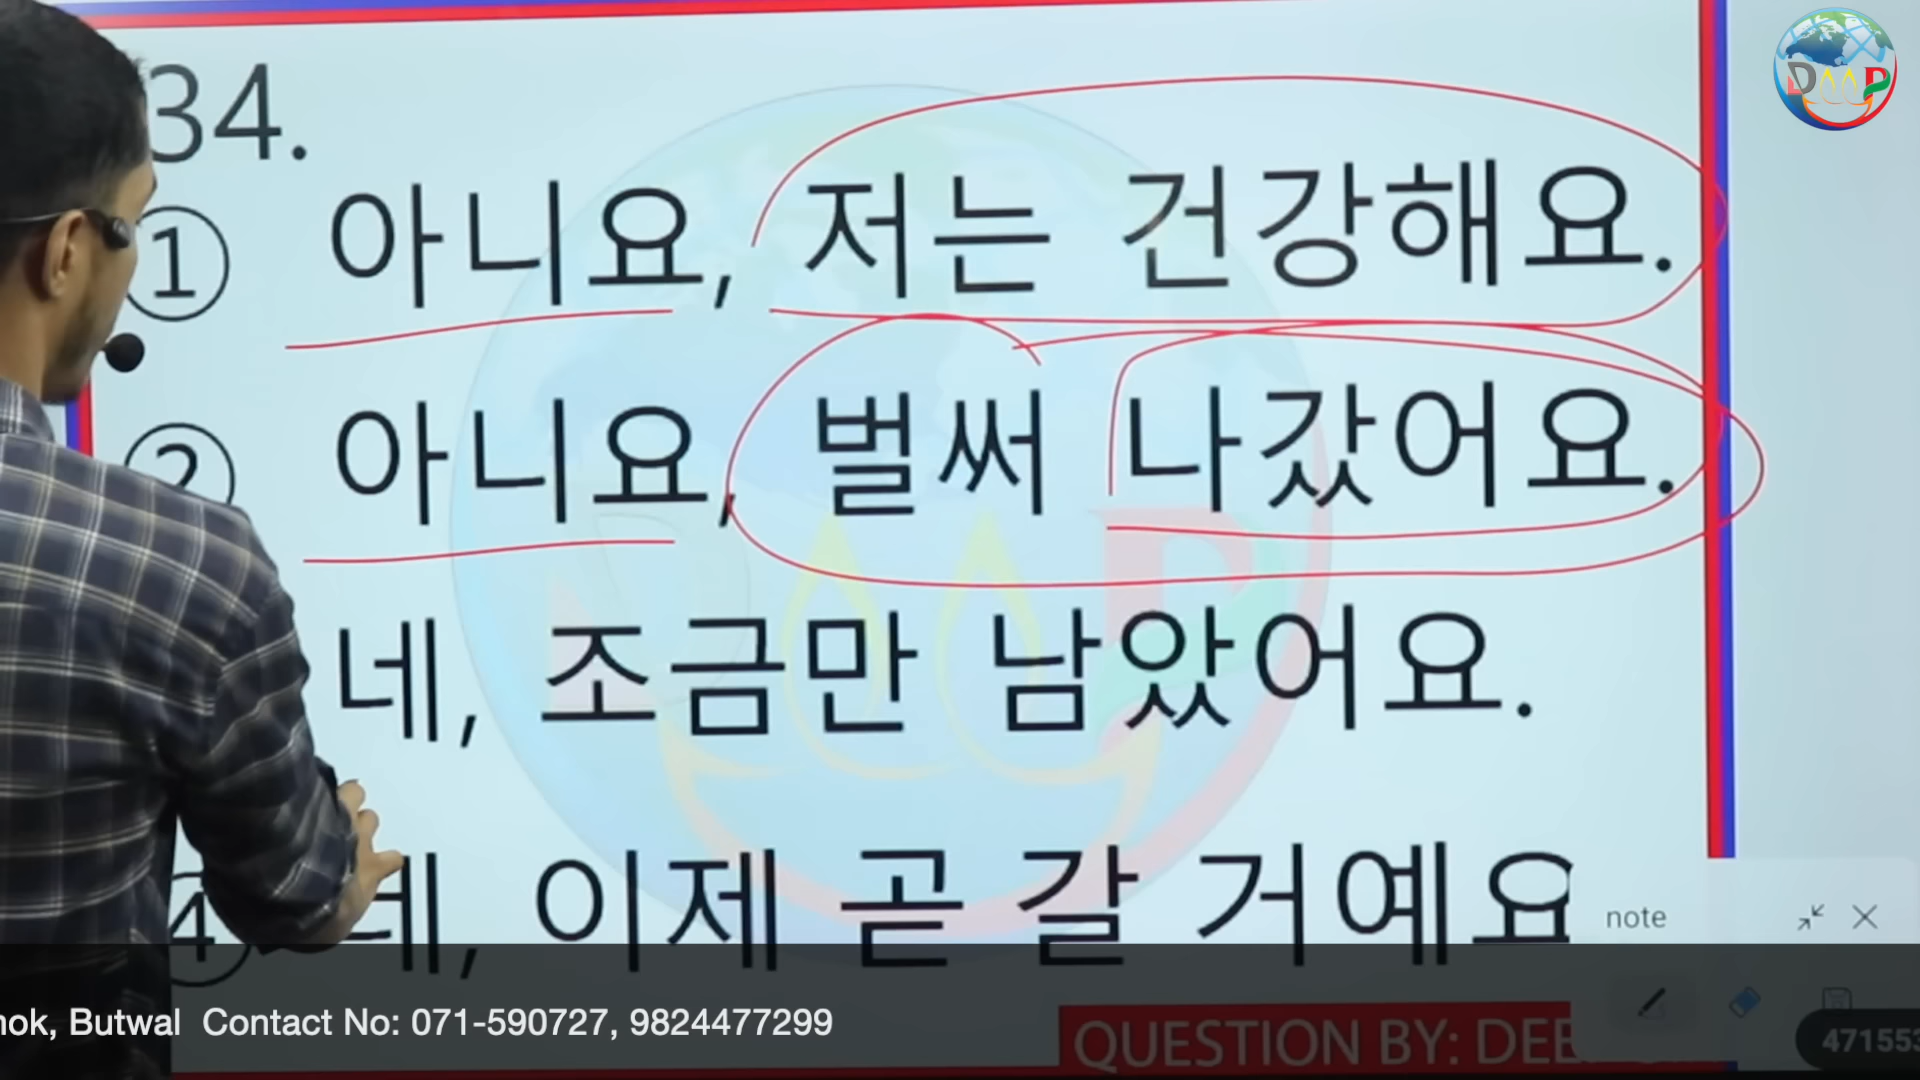 34.
① 아니요, 저는 건강해요.
② 아니요, 벌써 나갔어요.
네, 조금만 남았어요.
④ 네, 이제 곧 갈 거예요
note
Butwal Contact No: 071-590727, 9824477299
QUESTION BY:
DAAP